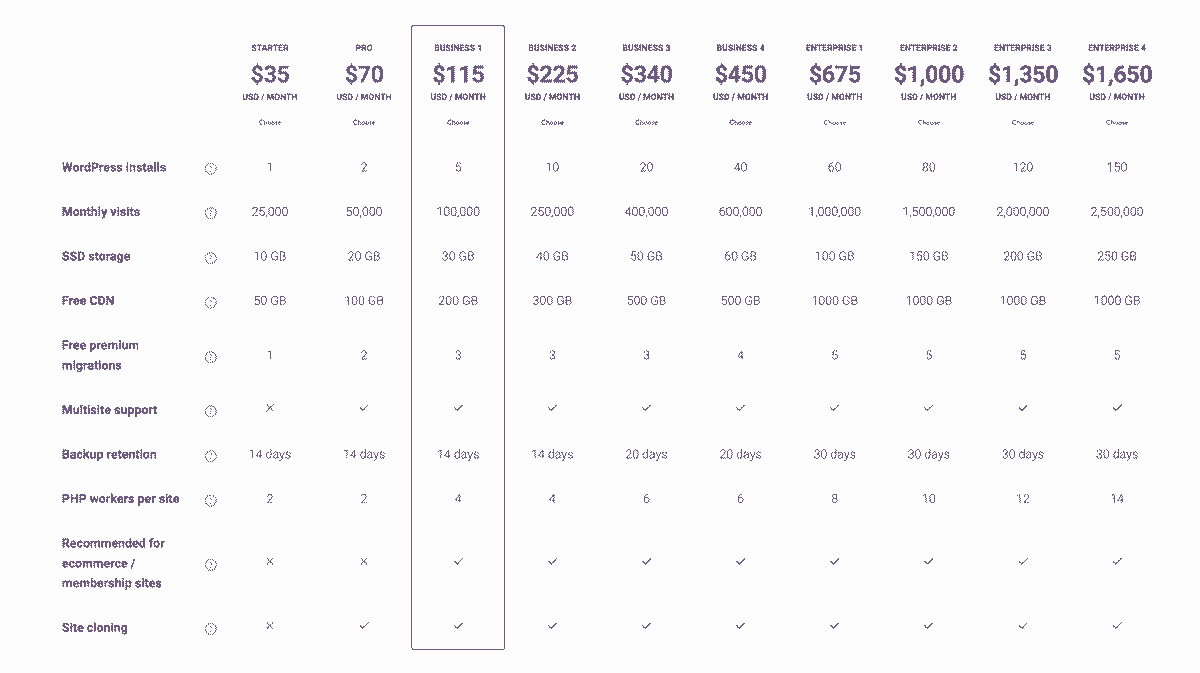 STARTER PRO BUSINESS 1 BUSINESS 2 BUSINESS 3 BUSINESS 4 ENTERPRISE 1 ENTERPRISE 2 ENTERPRISE 3 ENTERPRISE 4
$35 $70 $115 $225 $340 $450 $675 $1,000 $1,350 $1,650
USD / MONTH USD / MONTH USD / MONTH USD / MONTH USD / MONTH USD / MONTH USD / MONTH USD / MONTH USD / MONTH USD / MONTH
Choose Choose Choose Choose Choose Choose Choose Choose Choose Choose
WordPress installs 1 2 5 10 20 40 60 80 120 150
Monthly visits 25,000 50,000 100,000 250,000 400,000 600,000 1,000,000 1,500,000 2,000,000 2,500,000
SSD storage 10 GB 20 GB 30 GB 40 GB 50 GB 60 GB 100 GB 150 GB 200 GB 250 GB
Free CDN 50 GB 100 GB 200 GB 300 GB 500 GB 500 GB 1000 GB 1000 GB 1000 GB 1000 GB
Free premium
migrations 1 2 3 3 3 4 5 5 5 5
Multisite support
Backup retention 14 days 14 days 14 days 14 days 20 days 20 days 30 days 30 days 30 days 30 days
PHP workers per site 2 2 4 4 6 6 8 10 12 14
Recommended for
ecommerce /
membership sites
Site cloning